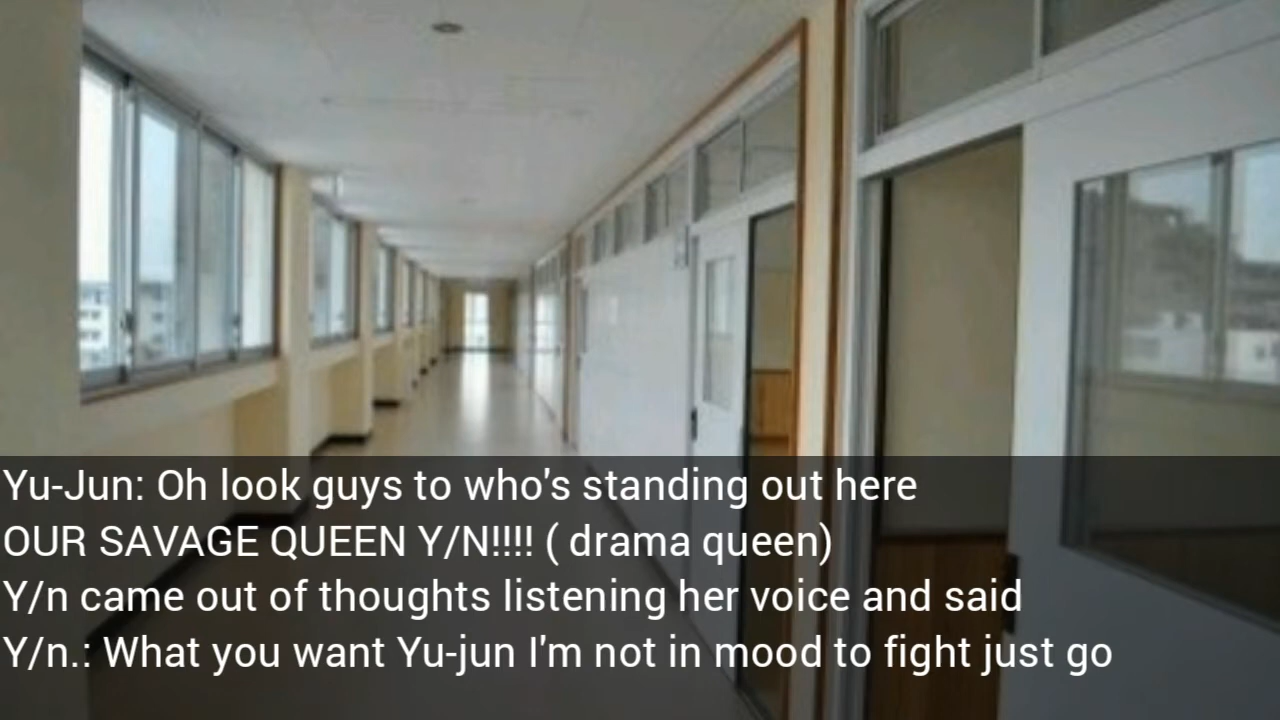 Yu-Jun: Oh look guys to who's standing out here
OUR SAVAGE QUEEN Y/N!!!! ( drama queen)
Y/n came out of thoughts listening her voice and said
Y/n.: What you want Yu-jun I'm not in mood to fight just go